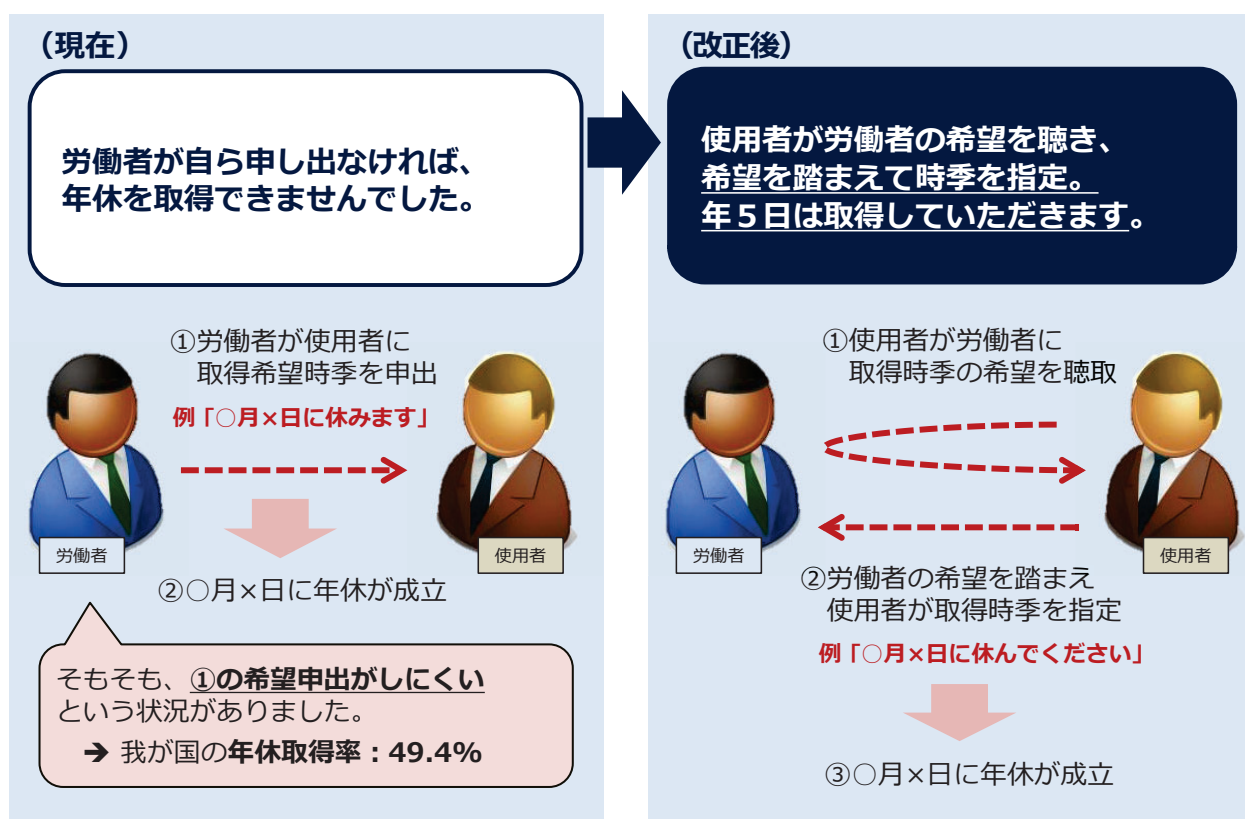 （現在）
労働者が自ら申し出なければ、
年休を取得できませんでした。
①労働者が使用者に
取得希望時季を申出
例「○月×日に休みます」
労働者
使用者
②○月×日に年休が成立
そもそも、①の希望申出がしにくい
という状況がありました。
➔ 我が国の年休取得率：49.4%
（改正後）
使用者が労働者の希望を聴き、
希望を踏まえて時季を指定。
年５日は取得していただきます。
①使用者が労働者に
取得時季の希望を聴取
労働者
使用者
②労働者の希望を踏まえ
使用者が取得時季を指定
例「○月×日に休んでください」
③○月×日に年休が成立